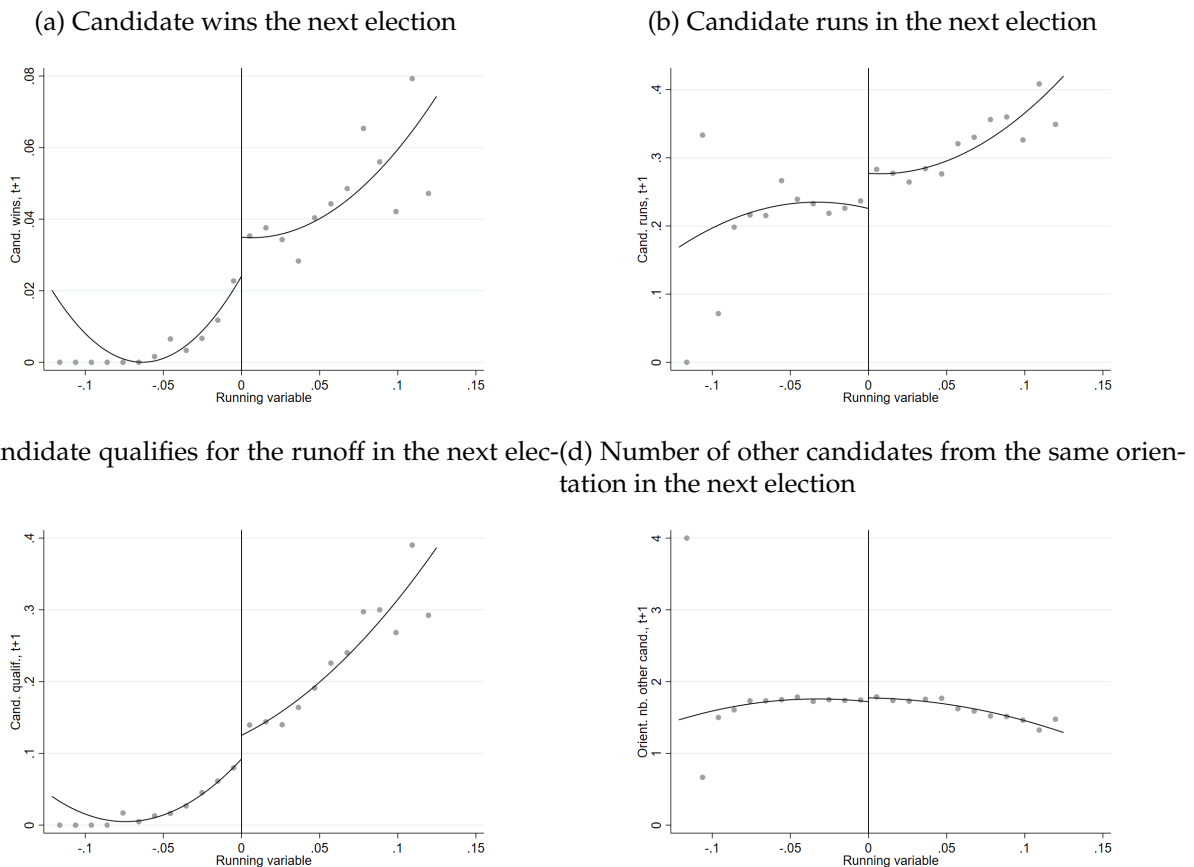 (a) Candidate wins the next election
.08
.06
.04
.02
0
Cand. wins, t+1
-.1 -.05 0 .05 .1 .15
Running variable
(b) Candidate runs in the next election
.4
.3
.2
.1
0
Cand. runs, t+1
-.1 -.05 0 .05 .1 .15
Running variable
ndidate qualifies for the runoff in the next elec-
.4
.3
.2
.1
0
Cand. qualif., t+1
-.1 -.05 0 .05 .1 .15
Running variable
(d) Number of other candidates from the same orien-
tation in the next election
4
3
2
1
0
Orient. nb. other cand., t+1
-.1 -.05 0 .05 .1 .15
Running variable